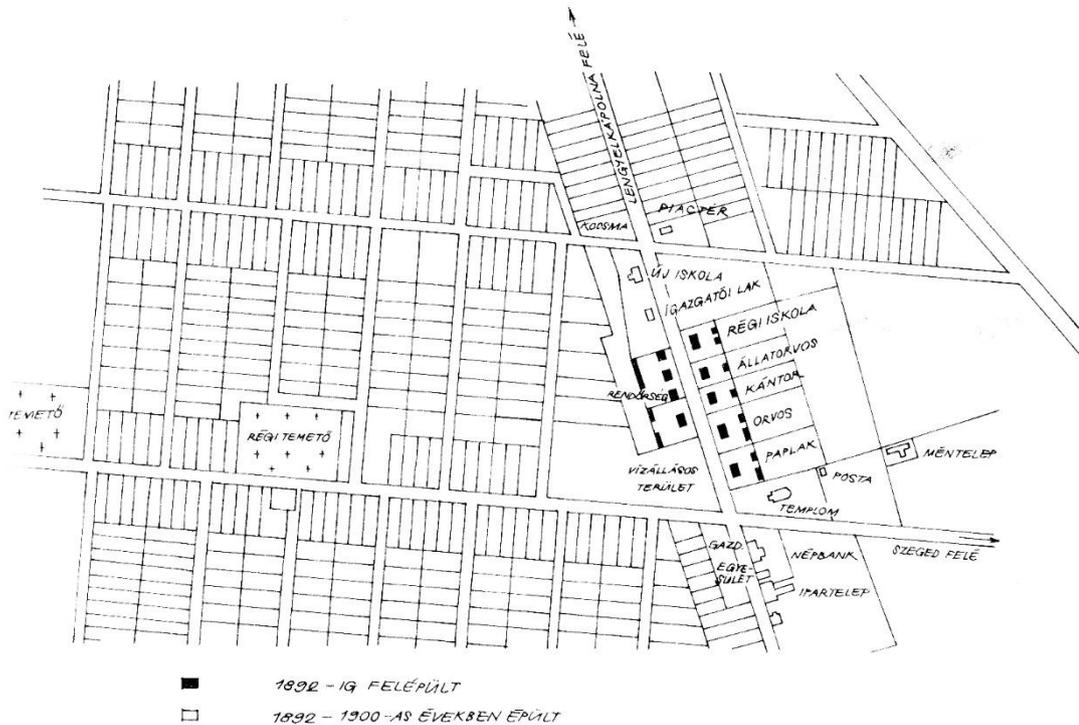 LENGYELKÁPOLNA FELÉ
PIACTÉR
KOCSMA
ÚJ ISKOLA
IGAZGATÓI LAK
RÉGI ISKOLA
ÁLLATORVOS
RENDŐRSÉG
KÁNTOR
TEMETŐ
ORVOS
RÉGI TEMETŐ
PAPLAK
MÉNTELEP
VÍZÁLLÁSOS
TERÜLET
POSTA
TEMPLOM
GAZD.
EGYE-
SÜLET
NÉPBANK
SZEGED FELÉ
IPARTELEP
1892 - IG FELÉPÜLT
1892 - 1900-AS ÉVEKBEN ÉPÜLT